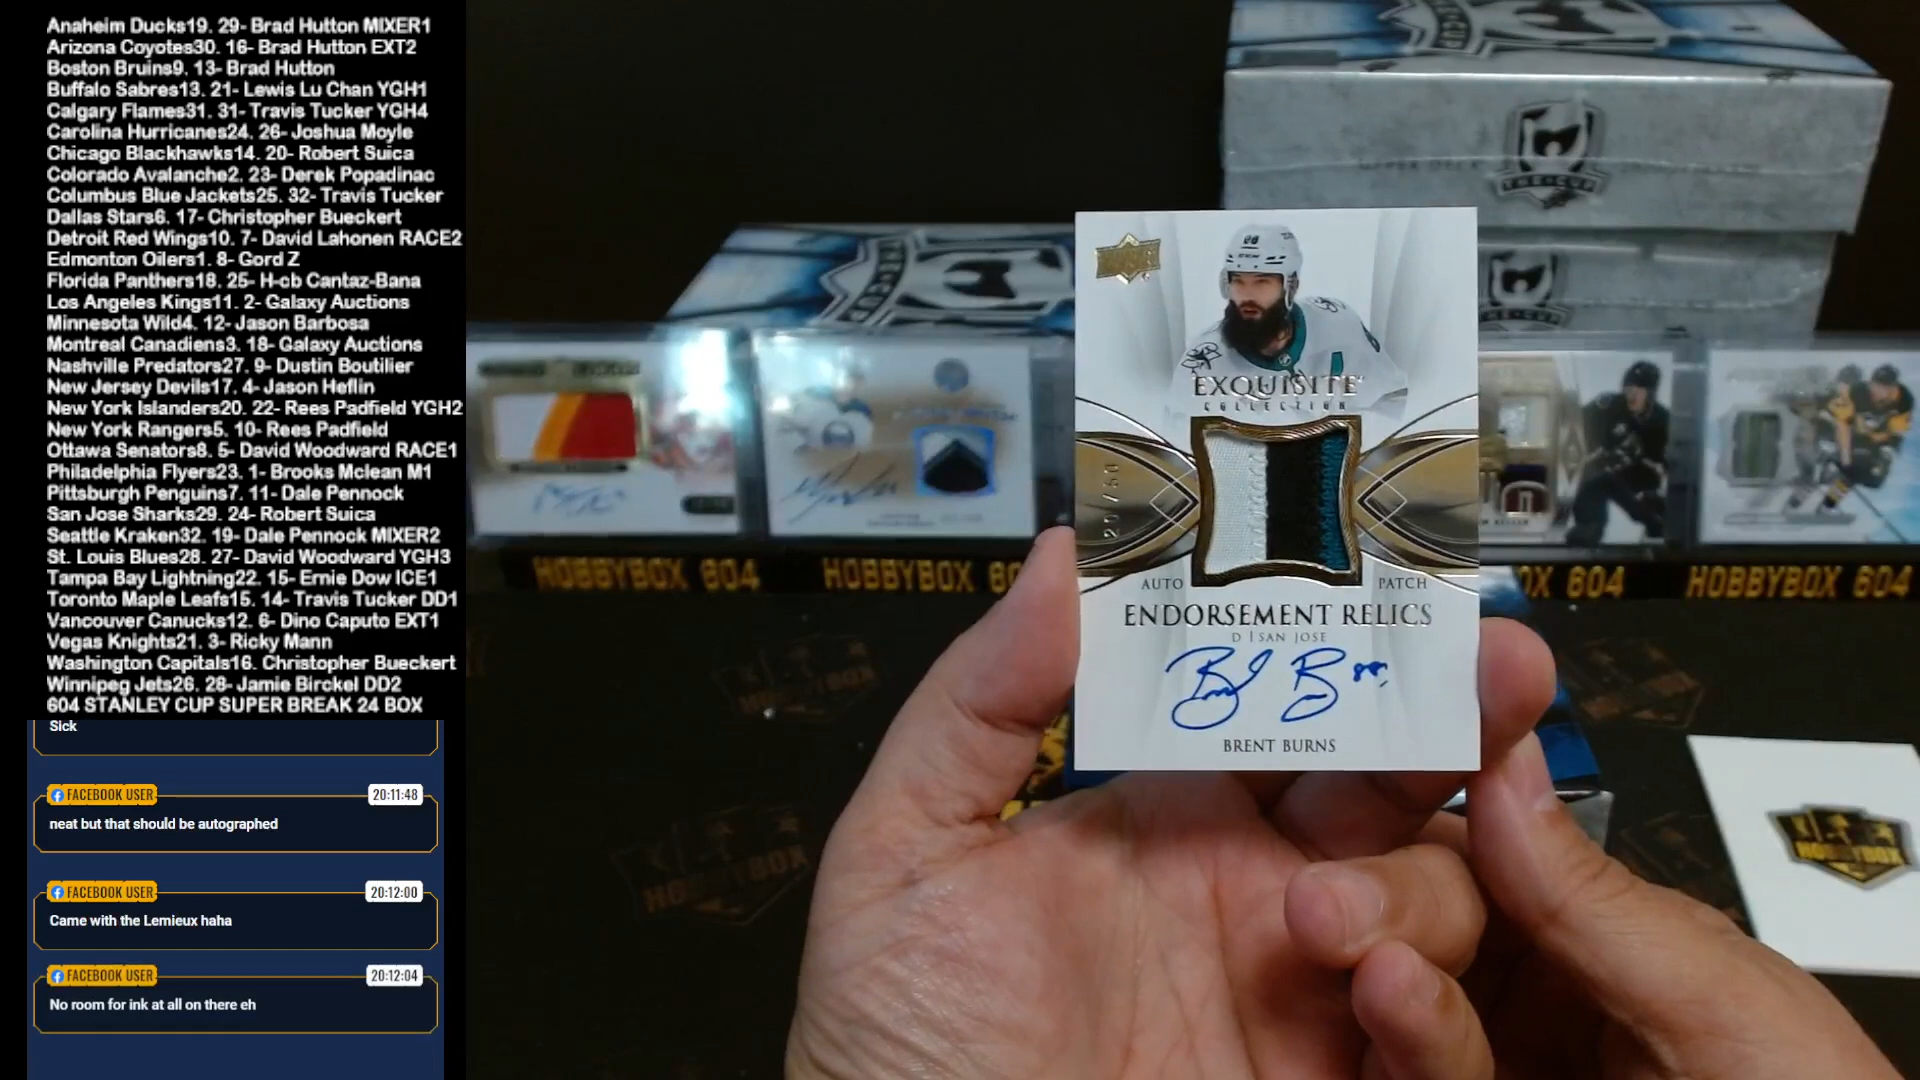 Anaheim Ducks19. 29- Brad Hutton MIXER1
Arizona Coyotes30. 16- Brad Hutton EXT2
Boston Bruins9. 13- Brad Hutton
Buffalo Sabres13. 21- Lewis Lu Chan YGH1
Calgary Flames31. 31- Travis Tucker YGH4
Carolina Hurricanes24. 26- Joshua Moyle
Chicago Blackhawks14. 20- Robert Suica
Colorado Avalanche2. 23- Derek Popadinac
Columbus Blue Jackets25. 32- Travis Tucker
Dallas Stars6. 17- Christopher Bueckert
Detroit Red Wings10. 7- David Lahonen RACE2
Edmonton Oilers1. 8- Gord Z
Florida Panthers18. 25- H-cb Cantaz-Bana
Los Angeles Kings11. 2- Galaxy Auctions
Minnesota Wild4. 12- Jason Barbosa
Montreal Canadiens3. 18- Galaxy Auctions
Nashville Predators27. 9- Dustin Boutilier
New Jersey Devils17. 4- Jason Heflin
New York Islanders20. 22- Rees Padfield YGH2
New York Rangers5. 10- Rees Padfield
Ottawa Senators8. 5- David Woodward RACE1
Philadelphia Flyers23. 1- Brooks Mclean M1
Pittsburgh Penguins7. 11- Dale Pennock
San Jose Sharks29. 24- Robert Suica
Seattle Kraken32. 19- Dale Pennock MIXER2
St. Louis Blues28. 27- David Woodward YGH3
Tampa Bay Lightning22. 15- Ernie Dow ICE1
Toronto Maple Leafs15. 14- Travis Tucker DD1
Vancouver Canucks12. 6- Dino Caputo EXT1
Vegas Knights21. 3- Ricky Mann
Washington Capitals16. Christopher Bueckert
Winnipeg Jets26. 28- Jamie Birckel DD2
604 STANLEY CUP SUPER BREAK 24 BOX
Sick
FACEBOOK USER 20:11:48
neat but that should be autographed
FACEBOOK USER 20:12:00
Came with the Lemieux haha
FACEBOOK USER 20:12:04
No room for ink at all on there eh
THE CUP
88
EXQUISITE
COLLECTION
AUTO PATCH
ENDORSEMENT RELICS
D | SAN JOSE
BRENT BURNS
HOBBYBOX 604
HOBBYBOX 60
OX 604
HOBBYBOX 604
HOBBYBOX